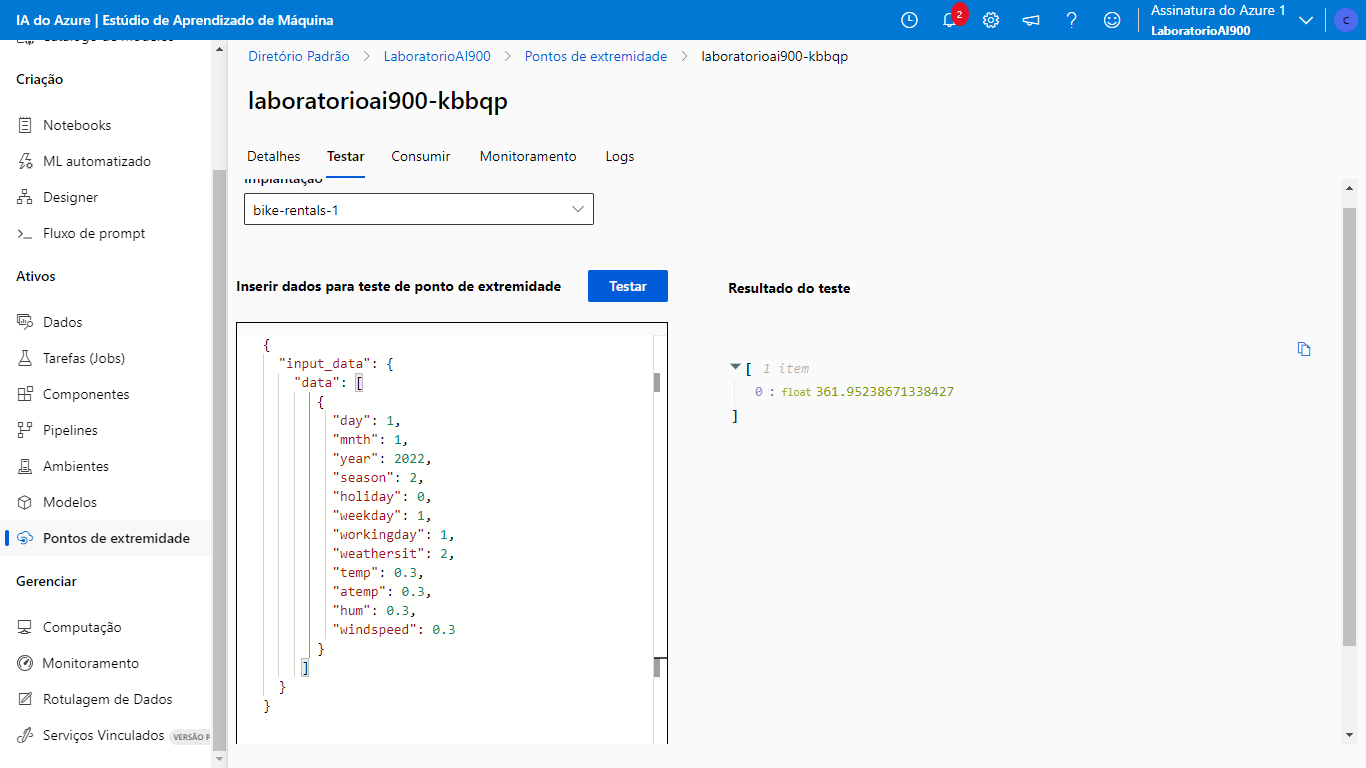 IA do Azure | Estúdio de Aprendizado de Máquina
2
Assinatura do Azure 1
LaboratorioAI900
C
Catálogo de Modelos
Criação
Notebooks
ML automatizado
Designer
Fluxo de prompt
Ativos
Dados
Tarefas (Jobs)
Componentes
Pipelines
Ambientes
Modelos
Pontos de extremidade
Gerenciar
Computação
Monitoramento
Rotulagem de Dados
Serviços Vinculados VERSÃO P
Diretório Padrão > LaboratorioAI900 > Pontos de extremidade > laboratorioai900-kbbqp
laboratorioai900-kbbqp
Detalhes Testar Consumir Monitoramento Logs
Implantação
bike-rentals-1
Inserir dados para teste de ponto de extremidade
Testar
{
"input_data": {
"data": [
{
"day": 1,
"mnth": 1,
"year": 2022,
"season": 2,
"holiday": 0,
"weekday": 1,
"workingday": 1,
"weathersit": 2,
"temp": 0.3,
"atemp": 0.3,
"hum": 0.3,
"windspeed": 0.3
}
]
}
}
Resultado do teste
[ 1 item
0 : float 361.95238671338427
]